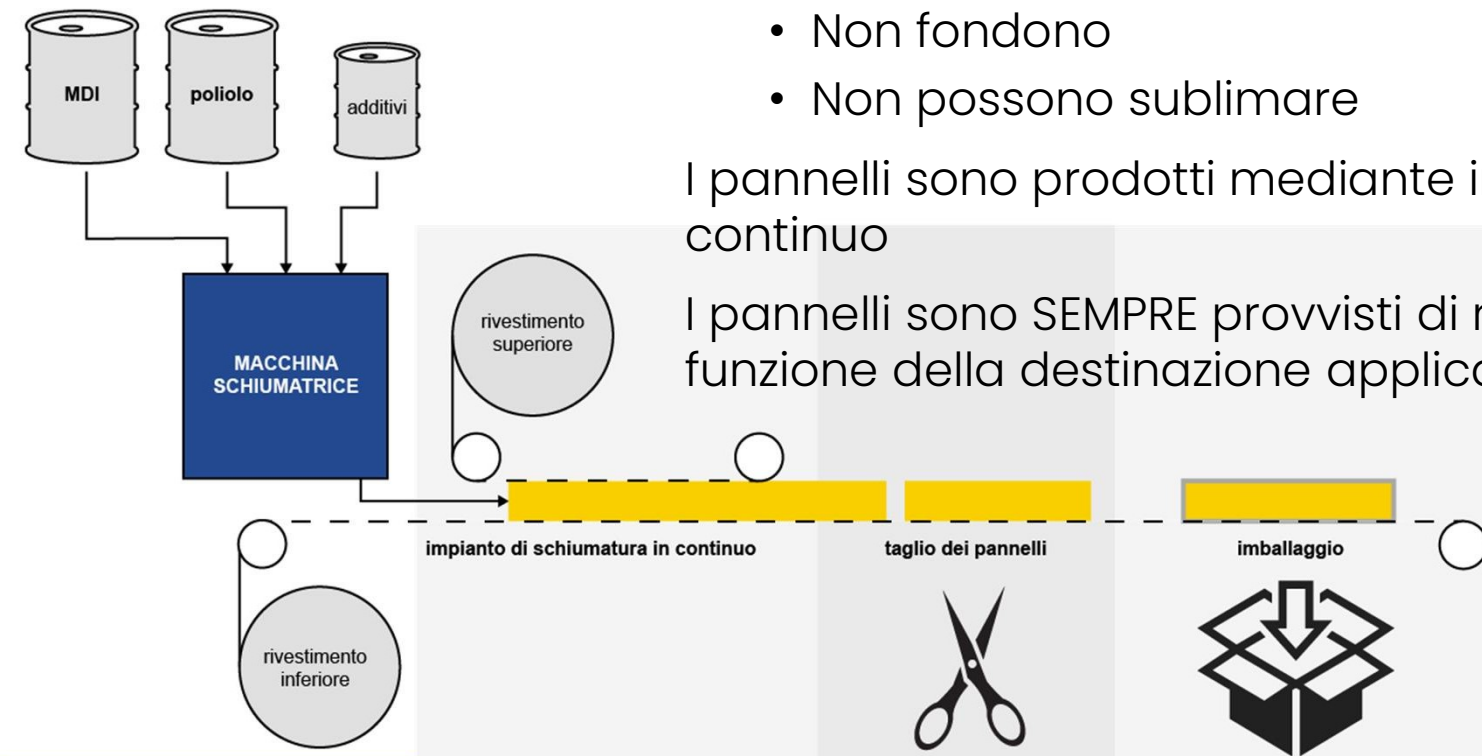 • Non fondono
• Non possono sublimare
I pannelli sono prodotti mediante
continuo
I pannelli sono SEMPRE provvisti di
funzione della destinazione
MDI
poliolo
additivi
MACCHINA
SCHIUMATRICE
rivestimento
superiore
impianto di schiumatura in continuo
taglio dei pannelli
imballaggio
rivestimento
inferiore